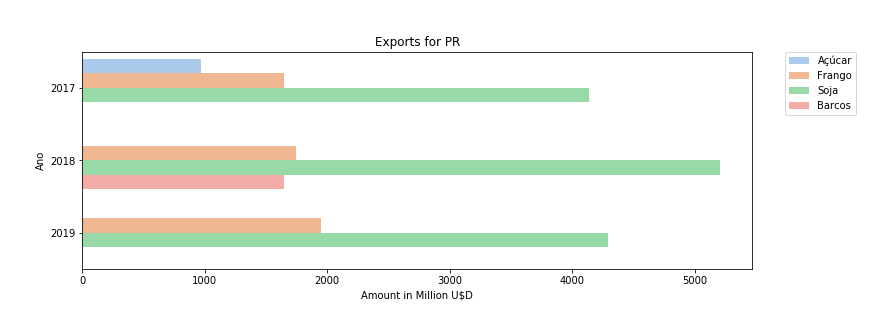 Exports for PR
Açúcar
Frango
Soja
Barcos
Ano
2017
2018
2019
0 1000 2000 3000 4000 5000
Amount in Million U$D